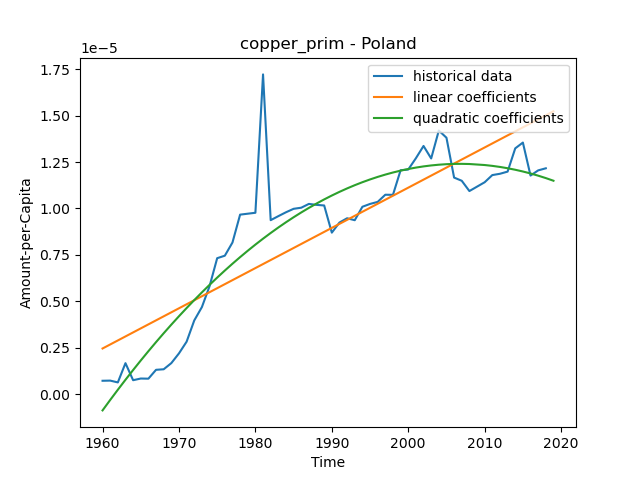 copper_prim - Poland
1e−5
1.75
1.50
1.25
1.00
0.75
0.50
0.25
0.00
Amount-per-Capita
historical data
linear coefficients
quadratic coefficients
1960 1970 1980 1990 2000 2010 2020
Time